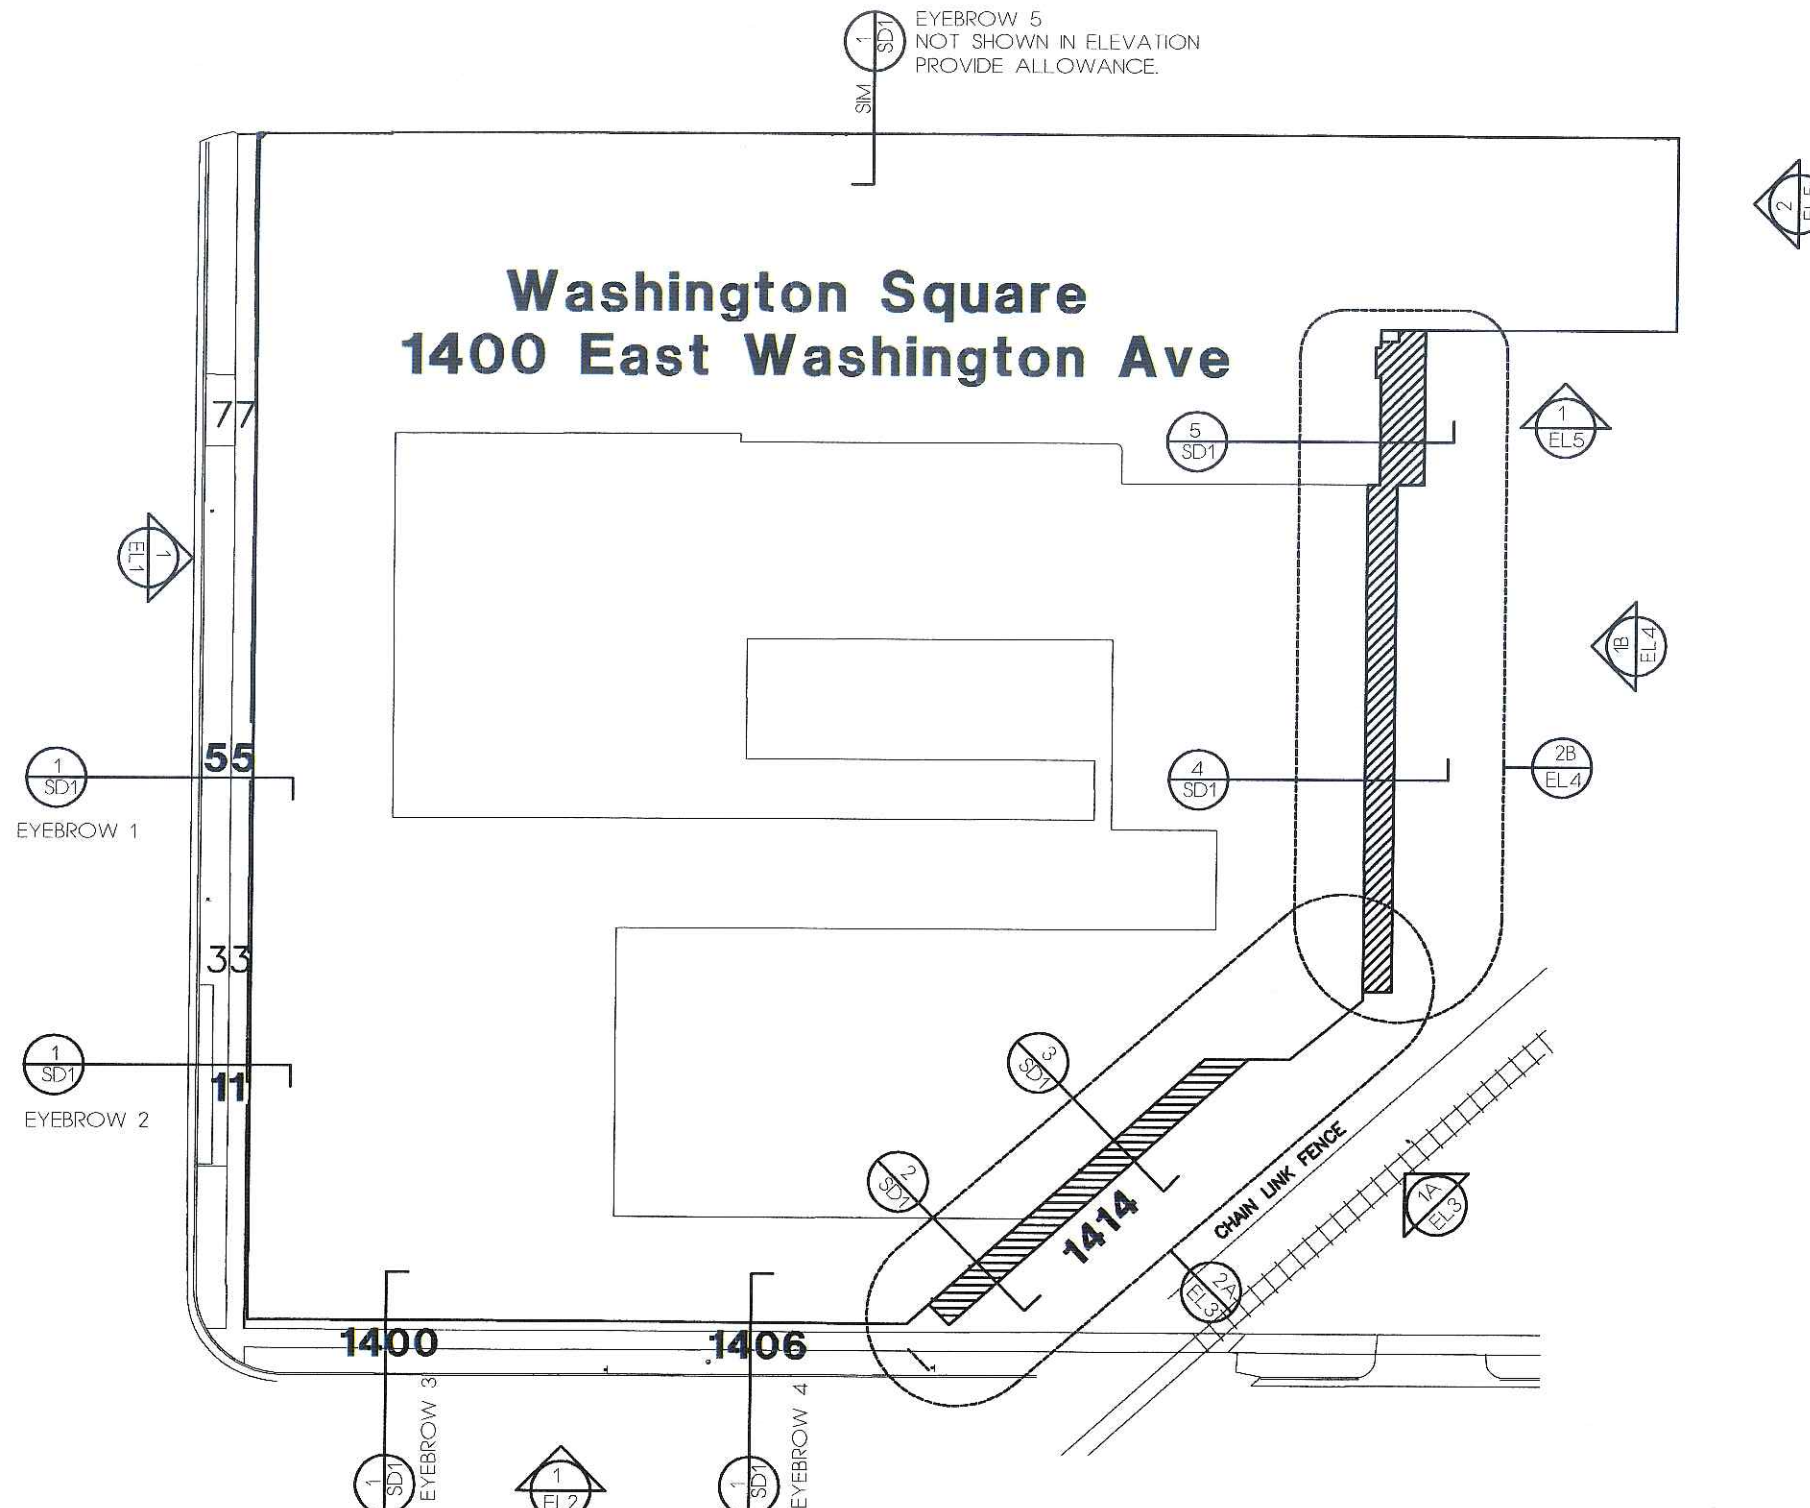 1
SD1
EYEBROW 5
NOT SHOWN IN ELEVATION
PROVIDE ALLOWANCE.
SIM
2
Washington Square
1400 East Washington Ave
77
5
SD1
1
EL5
1
EL1
1B
EL4
55
1
SD1
EYEBROW 1
4
SD1
2B
EL4
33
1
SD1
11
EYEBROW 2
3
SD1
2
SD1
1414
CHAIN LINK FENCE
1A
EL3
2A
EL3
1400
1406
EYEBROW 3
EYEBROW 4
1
SD1
1
EL2
1
SD1